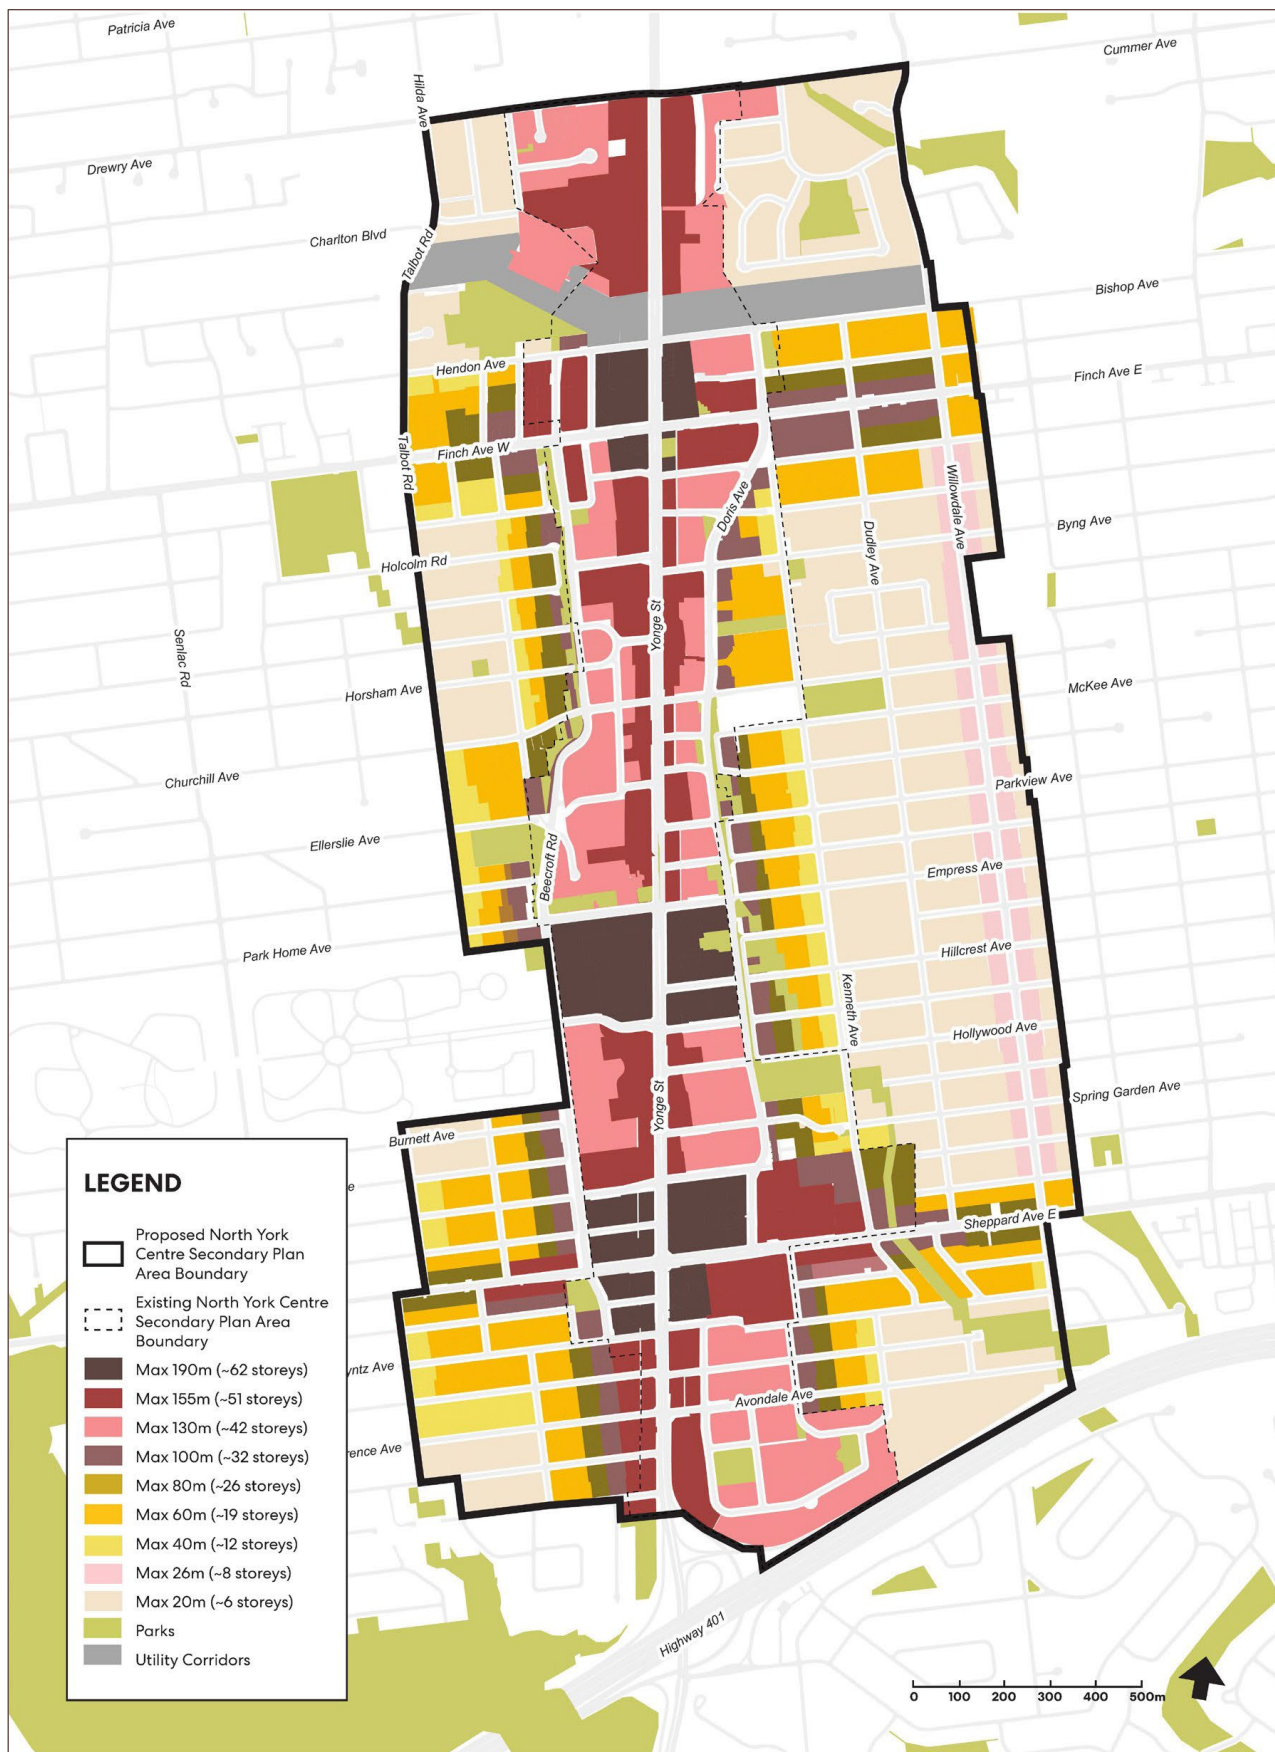 Patricia Ave
Cummer Ave
Hilda Ave
Drewry Ave
Charlton Blvd
Talbot Rd
Bishop Ave
Hendon Ave
Finch Ave E
Finch Ave W
Talbot Rd
Willowdale Ave
Doris Ave
Byng Ave
Dudley Ave
Holcolm Rd
Yonge St
Senlac Rd
McKee Ave
Horsham Ave
Churchill Ave
Parkview Ave
Ellerslie Ave
Beecroft Rd
Empress Ave
Park Home Ave
Hillcrest Ave
Kenneth Ave
Hollywood Ave
Yonge St
Spring Garden Ave
Burnett Ave
e
Sheppard Ave E
yntz Ave
Avondale Ave
rence Ave
Highway 401
LEGEND
Proposed North York
Centre Secondary Plan
Area Boundary
Existing North York Centre
Secondary Plan Area
Boundary
Max 190m (~62 storeys)
Max 155m (~51 storeys)
Max 130m (~42 storeys)
Max 100m (~32 storeys)
Max 80m (~26 storeys)
Max 60m (~19 storeys)
Max 40m (~12 storeys)
Max 26m (~8 storeys)
Max 20m (~6 storeys)
Parks
Utility Corridors
0 100 200 300 400 500m